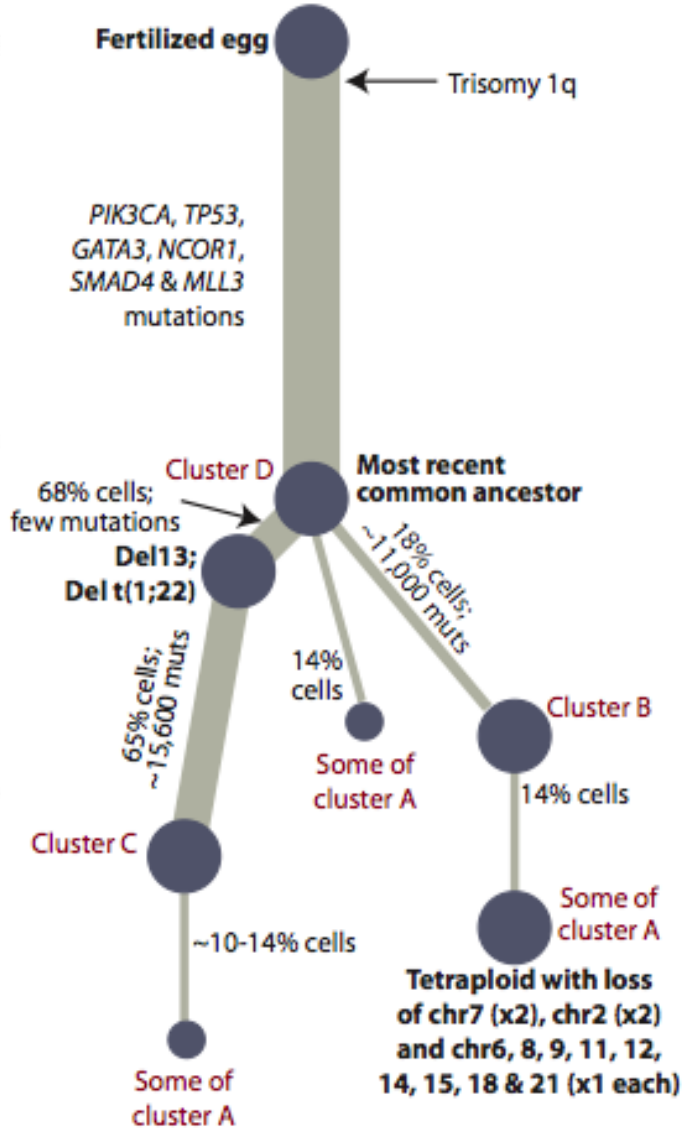 Fertilized egg
Trisomy 1q
PIK3CA, TP53,
GATA3, NCOR1,
SMAD4 & MLL3
mutations
Cluster D
Most recent
common ancestor
68% cells;
few mutations
Del13;
Del t(1;22)
18% cells;
~11,000 muts
65% cells;
~15,600 muts
14%
cells
Cluster B
Some of
cluster A
14% cells
Cluster C
Some of
cluster A
~10-14% cells
Tetraploid with loss
of chr7 (x2), chr2 (x2)
and chr6, 8, 9, 11, 12,
14, 15, 18 & 21 (x1 each)
Some of
cluster A